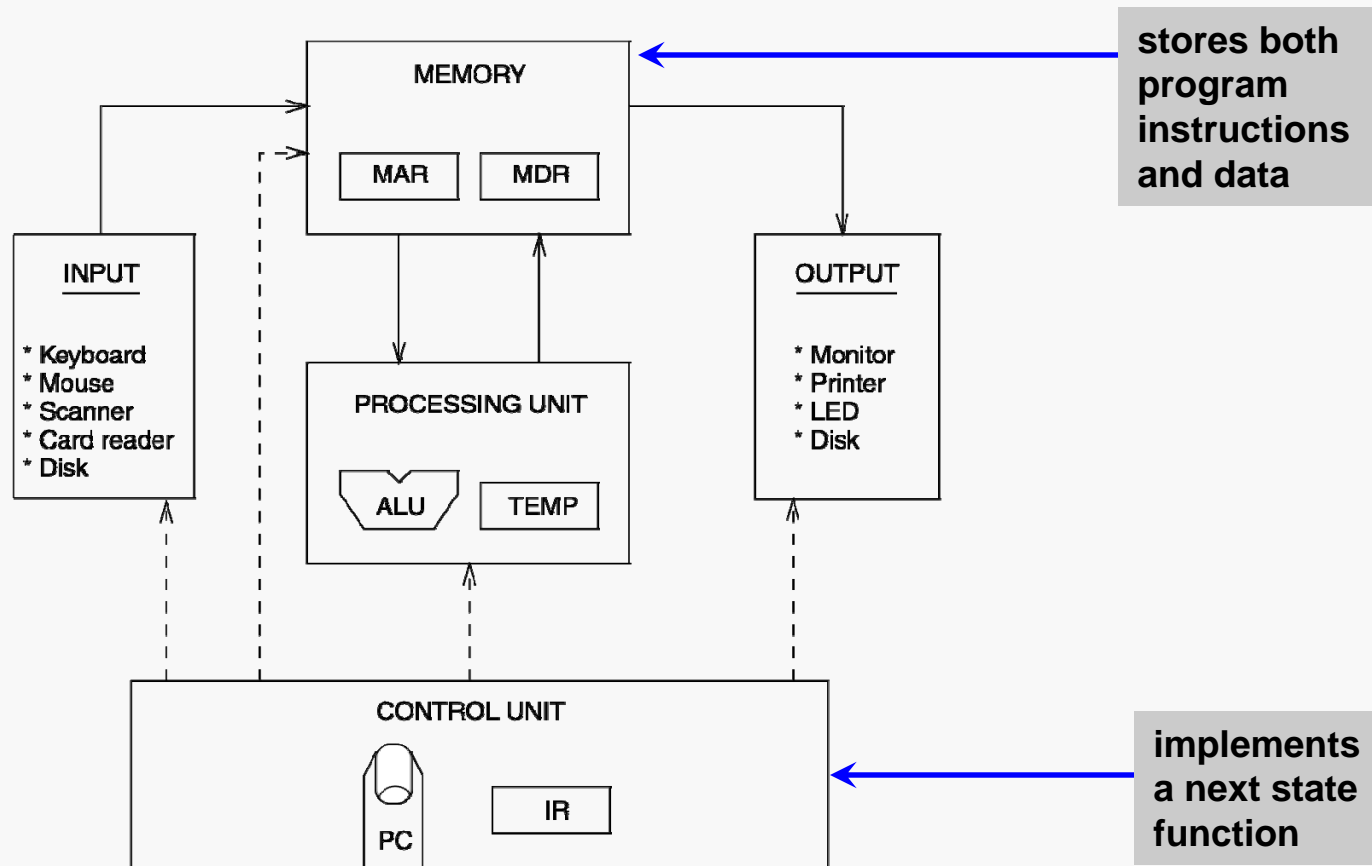 stores both
program
instructions
and data
MEMORY
MAR MDR
INPUT
* Keyboard
* Mouse
* Scanner
* Card reader
* Disk
PROCESSING UNIT
ALU TEMP
OUTPUT
* Monitor
* Printer
* LED
* Disk
CONTROL UNIT
PC IR
implements
a next state
function